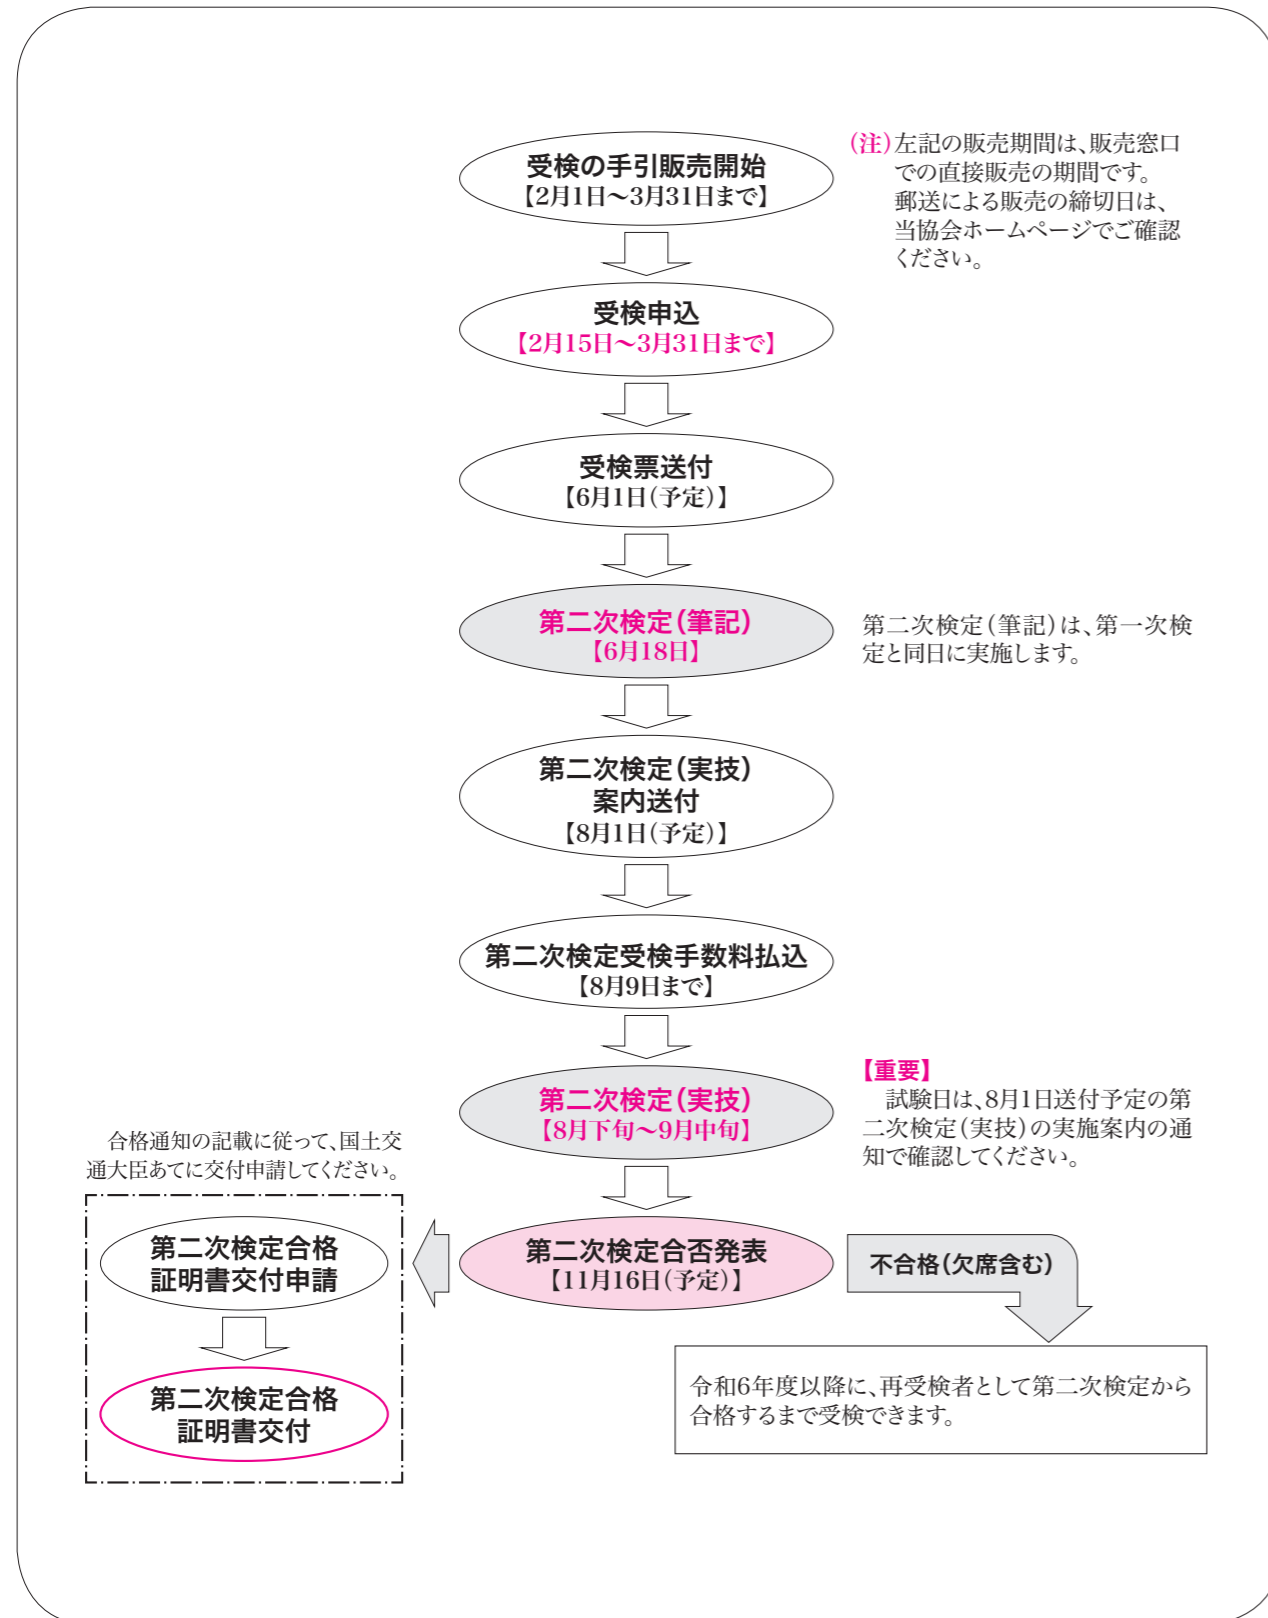 受検の手引販売開始
【2月1日～3月31日まで】
(注)左記の販売期間は、販売窓口
での直接販売の期間です。
郵送による販売の締切日は、
当協会ホームページでご確認
ください。
受検申込
【2月15日～3月31日まで】
受検票送付
【6月1日(予定)】
第二次検定(筆記)
【6月18日】
第二次検定(筆記)は、第一次検
定と同日に実施します。
第二次検定(実技)
案内送付
【8月1日(予定)】
第二次検定受検手数料払込
【8月9日まで】
第二次検定(実技)
【8月下旬～9月中旬】
【重要】
試験日は、8月1日送付予定の第
二次検定(実技)の実施案内の通
知で確認してください。
合格通知の記載に従って、国土交
通大臣あてに交付申請してください。
第二次検定合否発表
【11月16日(予定)】
第二次検定合格
証明書交付申請
第二次検定合格
証明書交付
不合格(欠席含む)
令和6年度以降に、再受検者として第二次検定から
合格するまで受検できます。